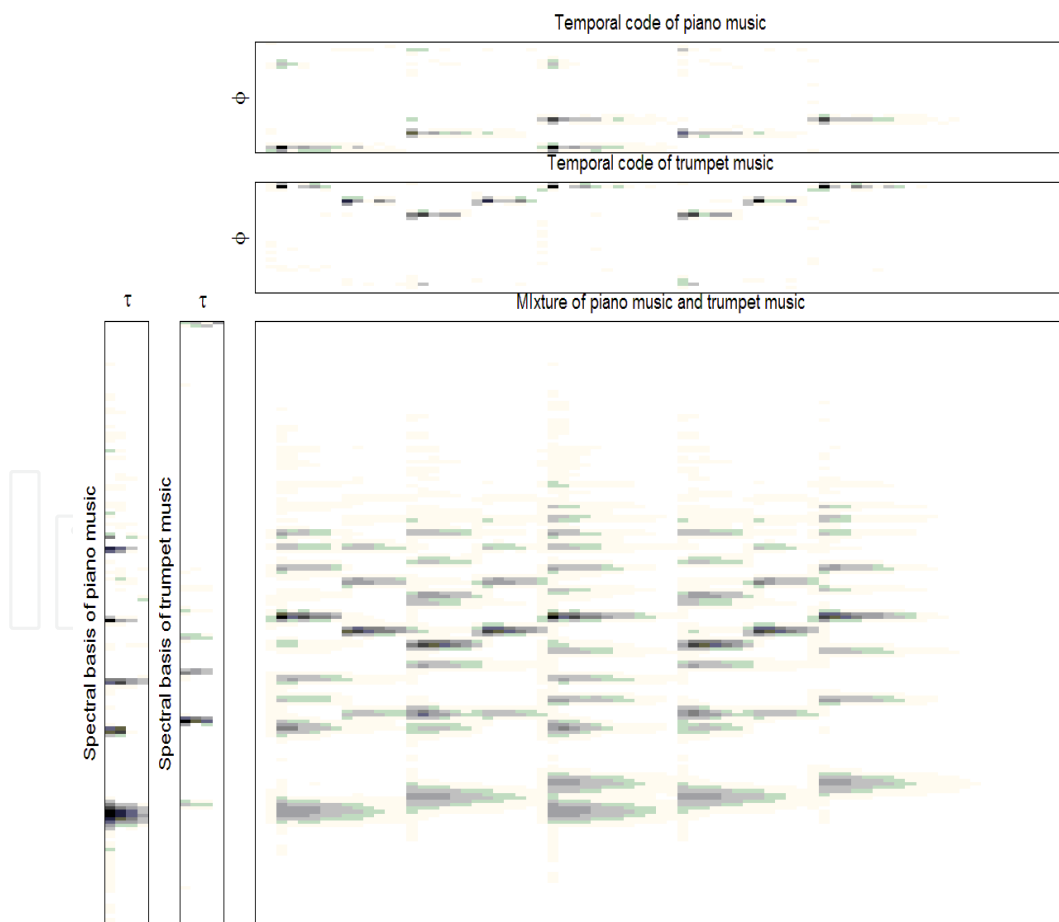 Temporal code of piano music
ϕ
Temporal code of trumpet music
ϕ
τ
τ
MIxture of piano music and trumpet music
Spectral basis of piano music
Spectral basis of trumpet music